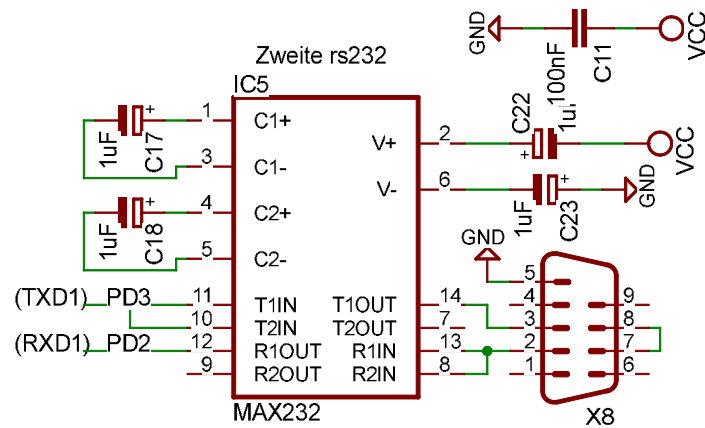 GND
100nF
C11
VCC
Zweite rs232
IC5
1uF
C17
1
3
C1+
C1-
V+
2
C22
1u
VCC
1uF
C18
4
5
C2+
C2-
V-
6
1uF
C23
GND
GND
(TXD1) PD3
11
T1IN
T1OUT
14
10
T2IN
T2OUT
7
(RXD1) PD2
12
R1OUT
R1IN
13
9
R2OUT
R2IN
8
MAX232
5
4
3
2
1
9
8
7
6
X8